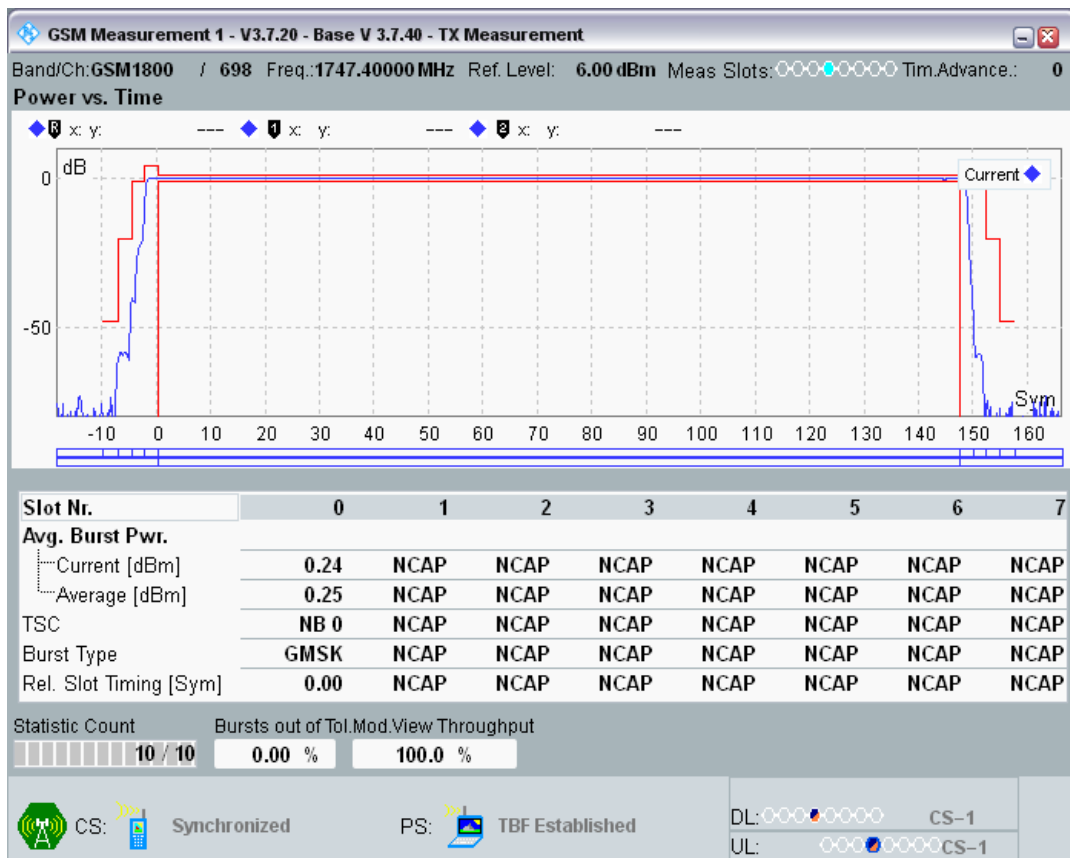 GSM Measurement 1 - V3.7.20 - Base V 3.7.40 - TX Measurement
Band/Ch:GSM1800 / 698 Freq.:1747.40000 MHz Ref. Level: 6.00 dBm Meas Slots: Tim.Advance.: 0
Power vs. Time
R x: y: --- 1 x: y: --- 2 x: y: ---
dB
Current
0
-50
Sym
-10 0 10 20 30 40 50 60 70 80 90 100 110 120 130 140 150 160
Slot Nr. 0 1 2 3 4 5 6 7
Avg. Burst Pwr.
Current [dBm] 0.24 NCAP NCAP NCAP NCAP NCAP NCAP NCAP
Average [dBm] 0.25 NCAP NCAP NCAP NCAP NCAP NCAP NCAP
TSC NB 0 NCAP NCAP NCAP NCAP NCAP NCAP NCAP
Burst Type GMSK NCAP NCAP NCAP NCAP NCAP NCAP NCAP
Rel. Slot Timing [Sym] 0.00 NCAP NCAP NCAP NCAP NCAP NCAP NCAP
Statistic Count Bursts out of Tol.Mod.View Throughput
10 / 10 0.00 % 100.0 %
CS: Synchronized PS: TBF Established
DL: CS-1
UL: CS-1